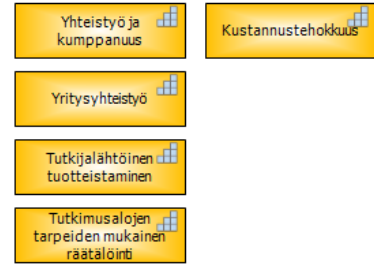 Yhteistyö ja
kumppanuus
Kustannustehokkuus
Yritysyhteistyö
Tutkijalähtöinen
tuotteistaminen
Tutkimusalojen
tarpeiden mukainen
räätälöinti